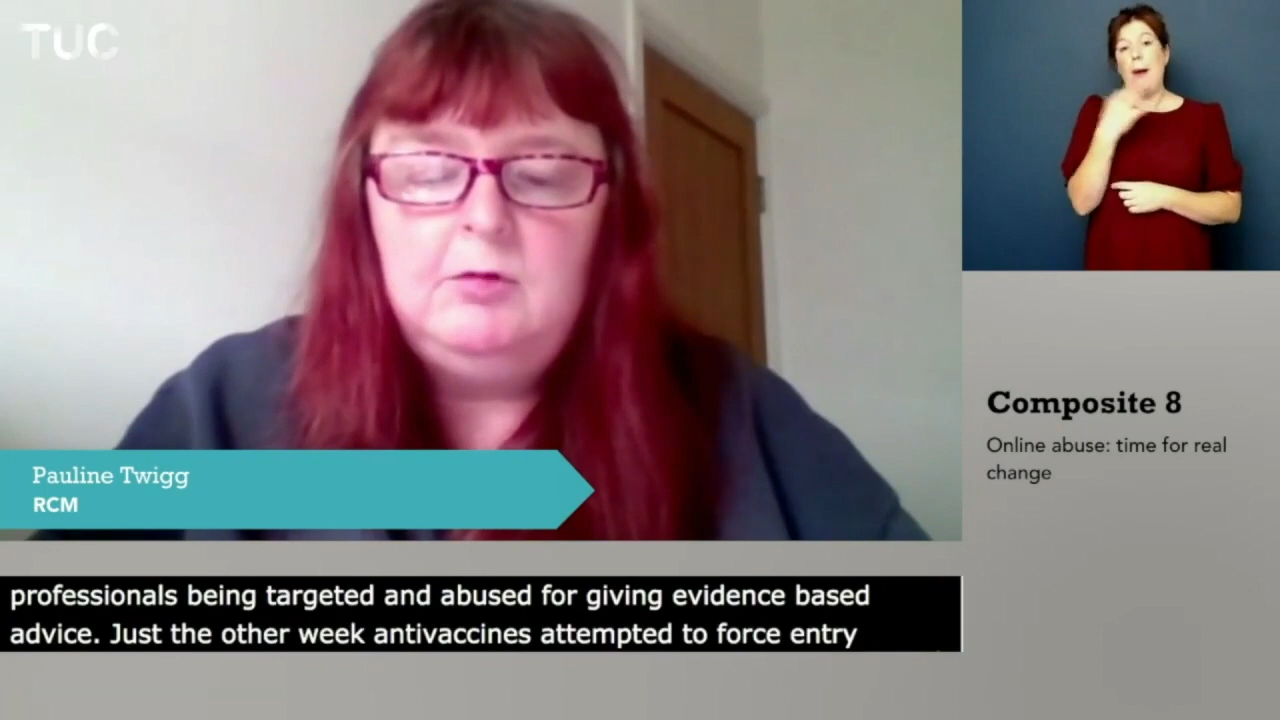 TUC
Pauline Twigg
RCM
Composite 8
Online abuse: time for real
change
professionals being targeted and abused for giving evidence based
advice. Just the other week antivaccines attempted to force entry